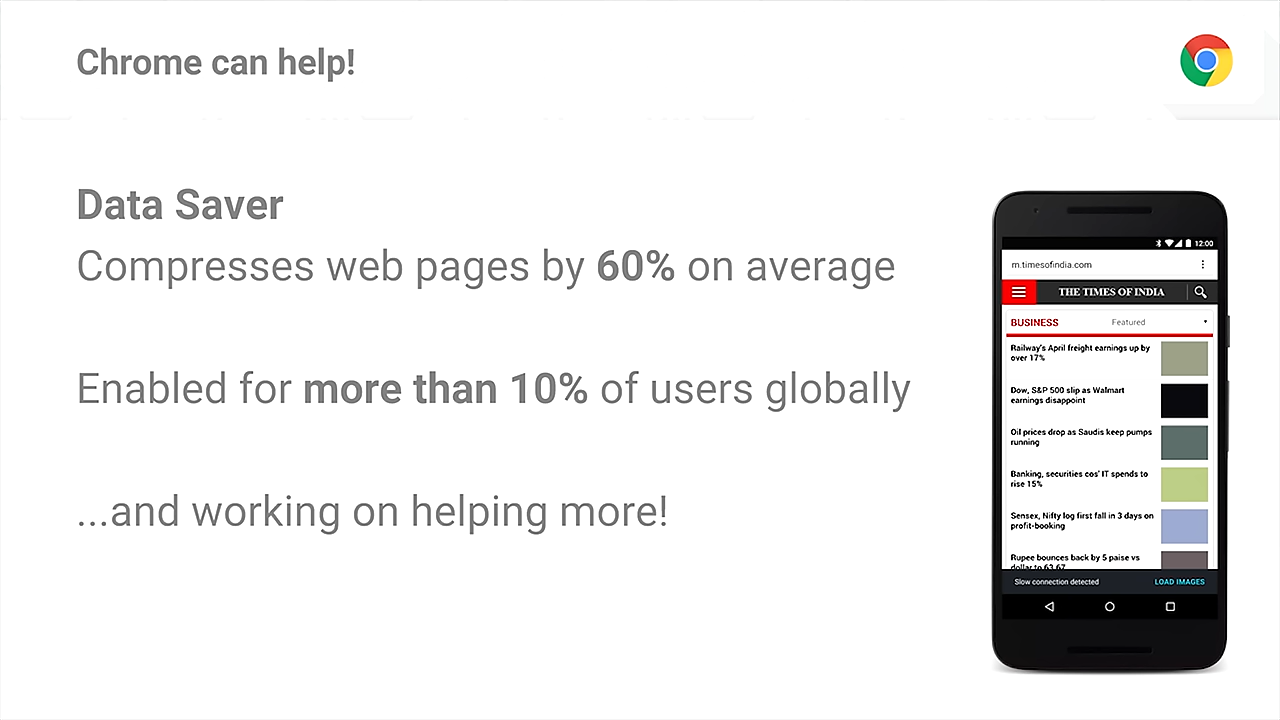 Chrome can help!
Data Saver
Compresses web pages by 60% on average
Enabled for more than 10% of users globally
...and working on helping more!
12:00
m.timesofindia.com
THE TIMES OF INDIA
BUSINESS
Featured
Railway's April freight earnings up by
over 17%
Dow, S&P 500 slip as Walmart
earnings disappoint
Oil prices drop as Saudis keep pumps
running
Banking, securities cos' IT spends to
rise 15%
Sensex, Nifty log first fall in 3 days on
profit-booking
Rupee bounces back by 5 paise vs
dollar to 63.67
Slow connection detected
LOAD IMAGES